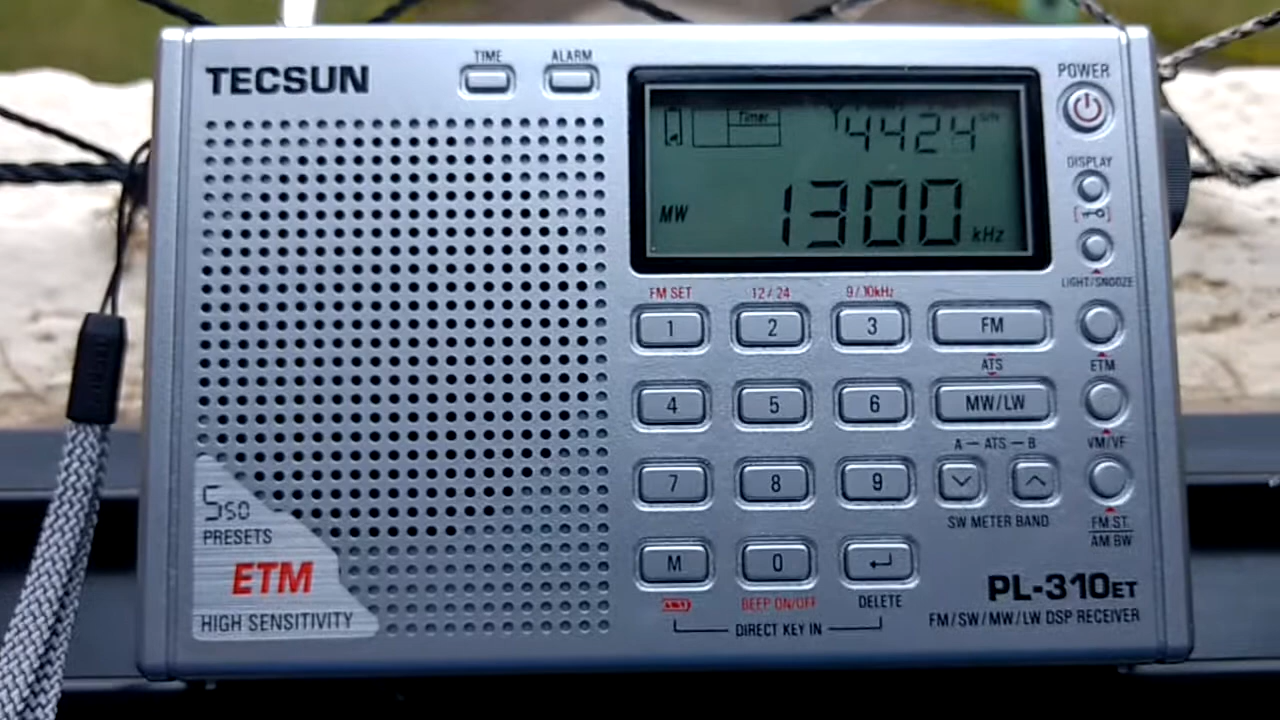 TECSUN
TIME
ALARM
POWER
Timer
4424
S/N
MW
1300
kHz
DISPLAY
LIGHT/SNOOZE
FM SET
12/24
9/10kHz
1
2
3
FM
ATS
ETM
4
5
6
MW/LW
A — ATS — B
VM/VF
7
8
9
SW METER BAND
FM ST.
AM BW
550
PRESETS
ETM
HIGH SENSITIVITY
M
0
BEEP ON/OFF
DELETE
DIRECT KEY IN
PL-310ET
FM/SW/MW/LW DSP RECEIVER